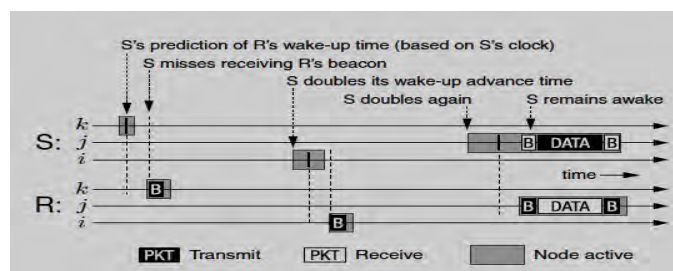 S's prediction of R's wake-up time (based on S's clock)
S misses receiving R's beacon
S doubles its wake-up advance time
S doubles again S remains awake
k
S: j B DATA B
i
time
k B
R: j B DATA B
i B
PKT Transmit PKT Receive Node active